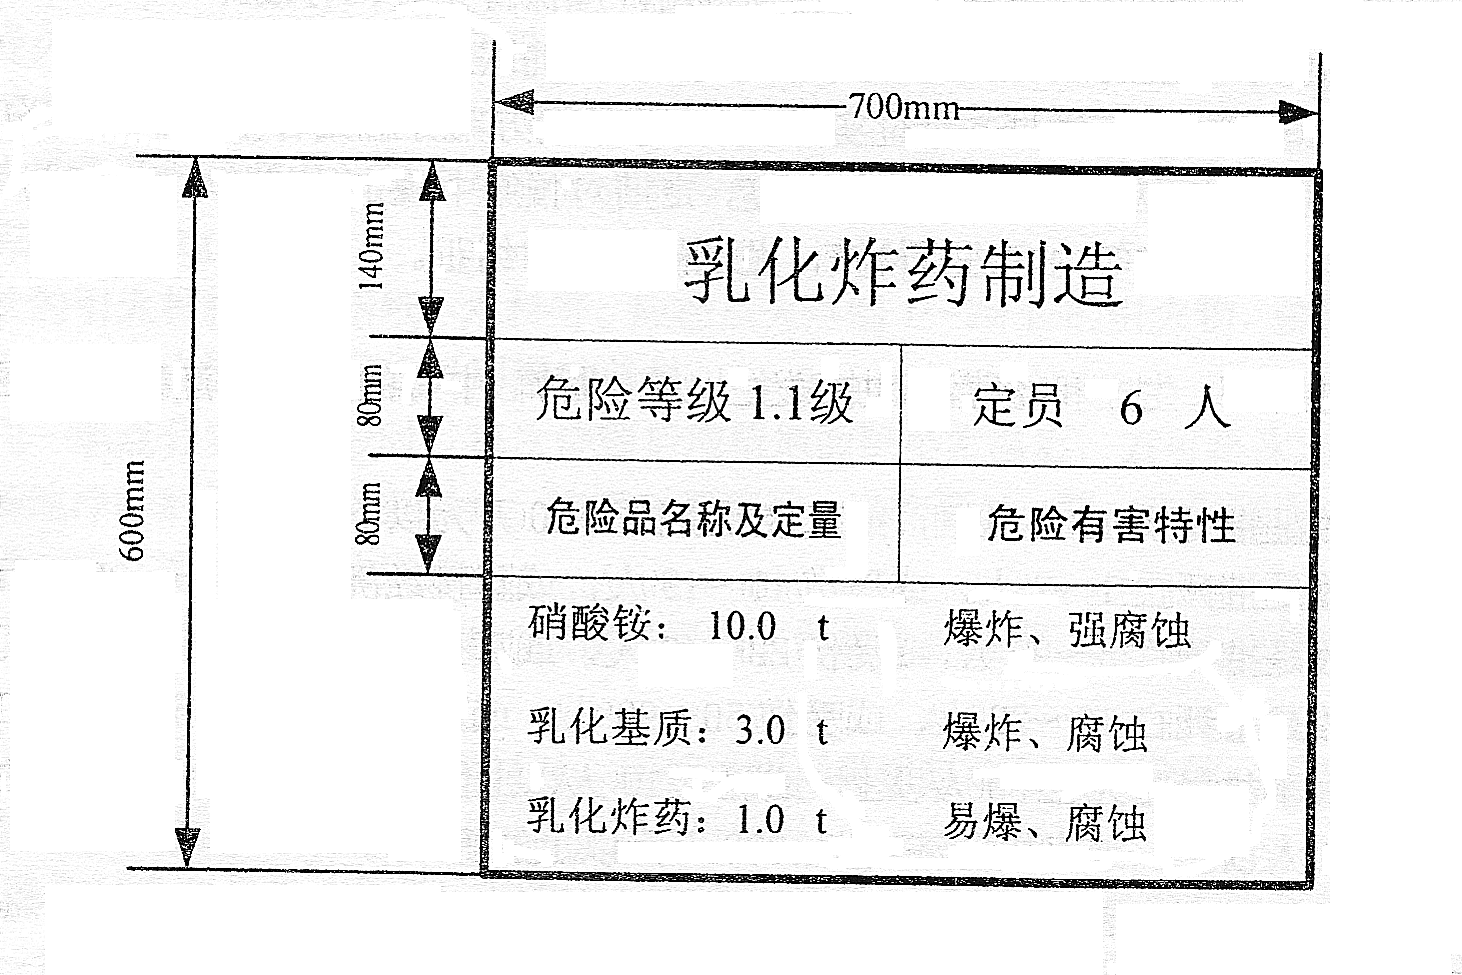 700mm
140mm
乳化炸药制造
80mm
危险等级 1.1级 定员 6 人
600mm
80mm
危险品名称及定量 危险有害特性
硝酸铵: 10.0 t 爆炸、强腐蚀
乳化基质: 3.0 t 爆炸、腐蚀
乳化炸药: 1.0 t 易爆、腐蚀